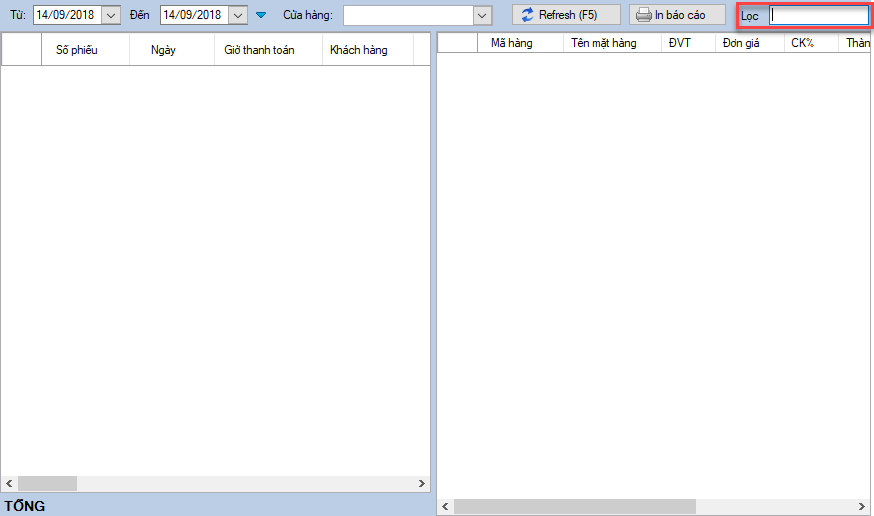 Từ: 14/09/2018 Đến 14/09/2018 Cửa hàng: Refresh (F5) In báo cáo Lọc
Số phiếu Ngày Giờ thanh toán Khách hàng
Mã hàng Tên mặt hàng ĐVT Đơn giá CK% Thàn
TỔNG